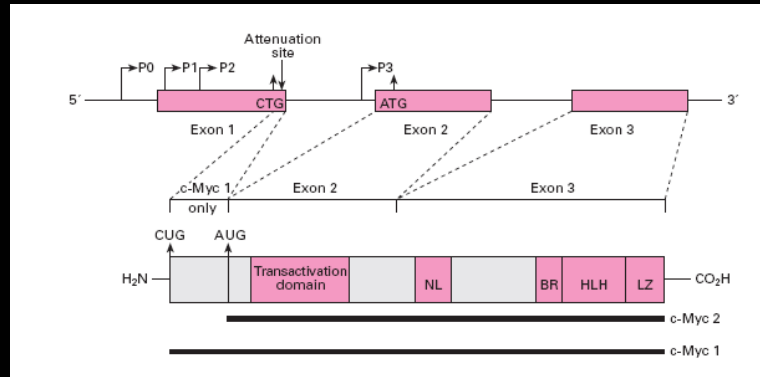 Attenuation
site
P0 P1 P2 P3
5′ CTG ATG 3′
Exon 1 Exon 2 Exon 3
c-Myc 1
only
Exon 2 Exon 3
CUG AUG
H₂N Transactivation
domain NL BR HLH LZ CO₂H
c-Myc 2
c-Myc 1